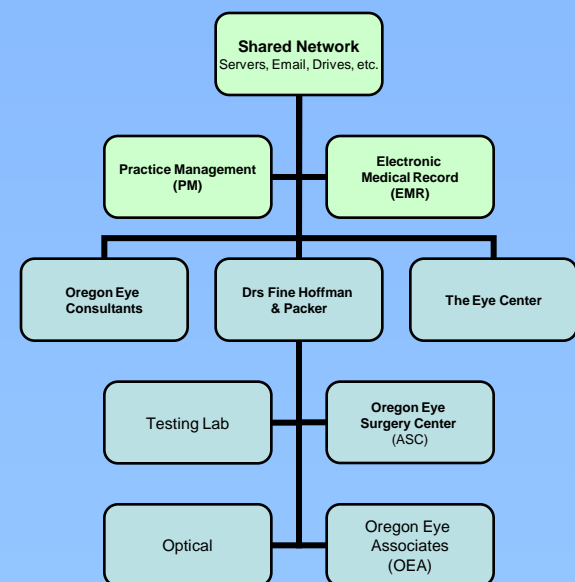 Shared Network
Servers, Email, Drives, etc.
Practice Management
(PM)
Electronic
Medical Record
(EMR)
Oregon Eye
Consultants
Drs Fine Hoffman
& Packer
The Eye Center
Testing Lab
Oregon Eye
Surgery Center
(ASC)
Optical
Oregon Eye
Associates
(OEA)